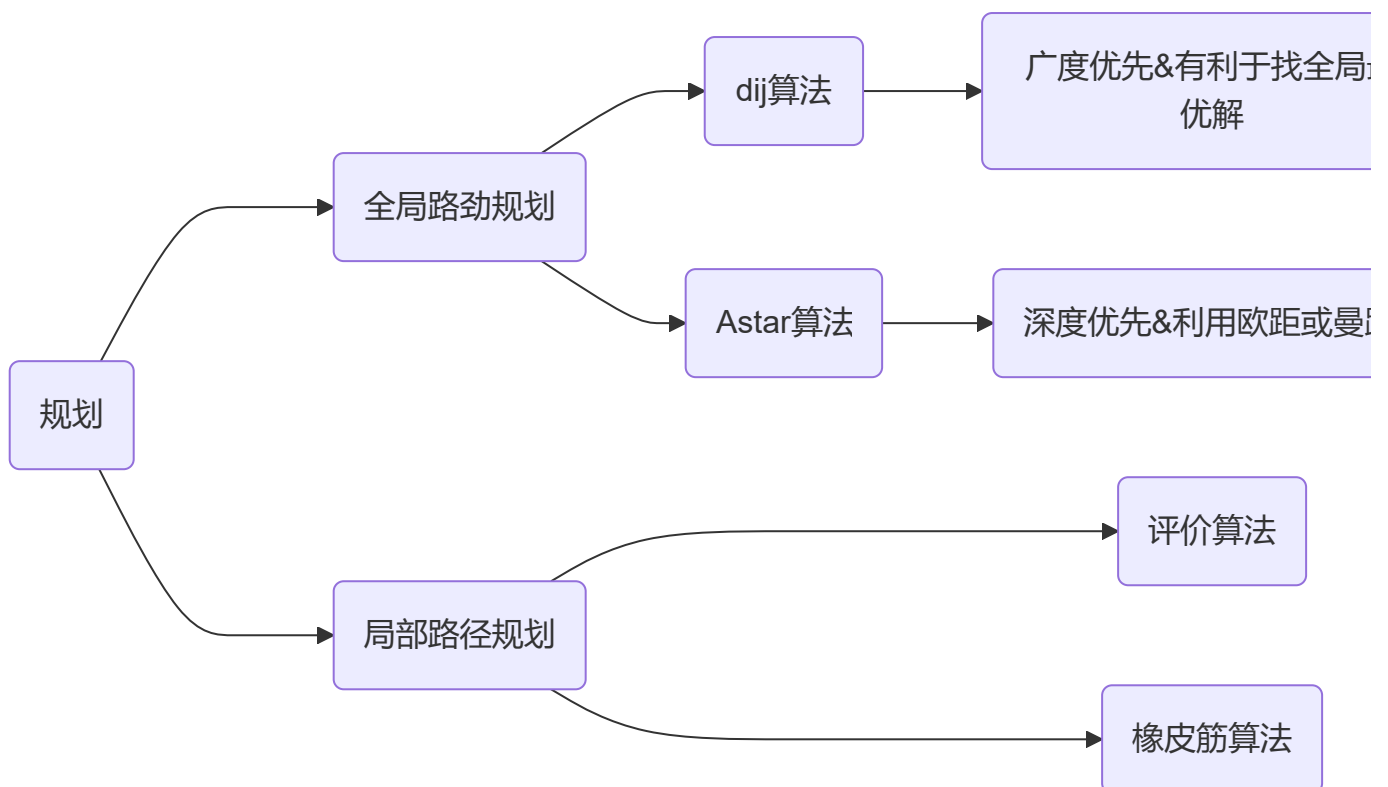 dij算法
广度优先&有利于找全局
优解
全局路劲规划
Astar算法
深度优先&利用欧距或曼
规划
评价算法
局部路径规划
橡皮筋算法